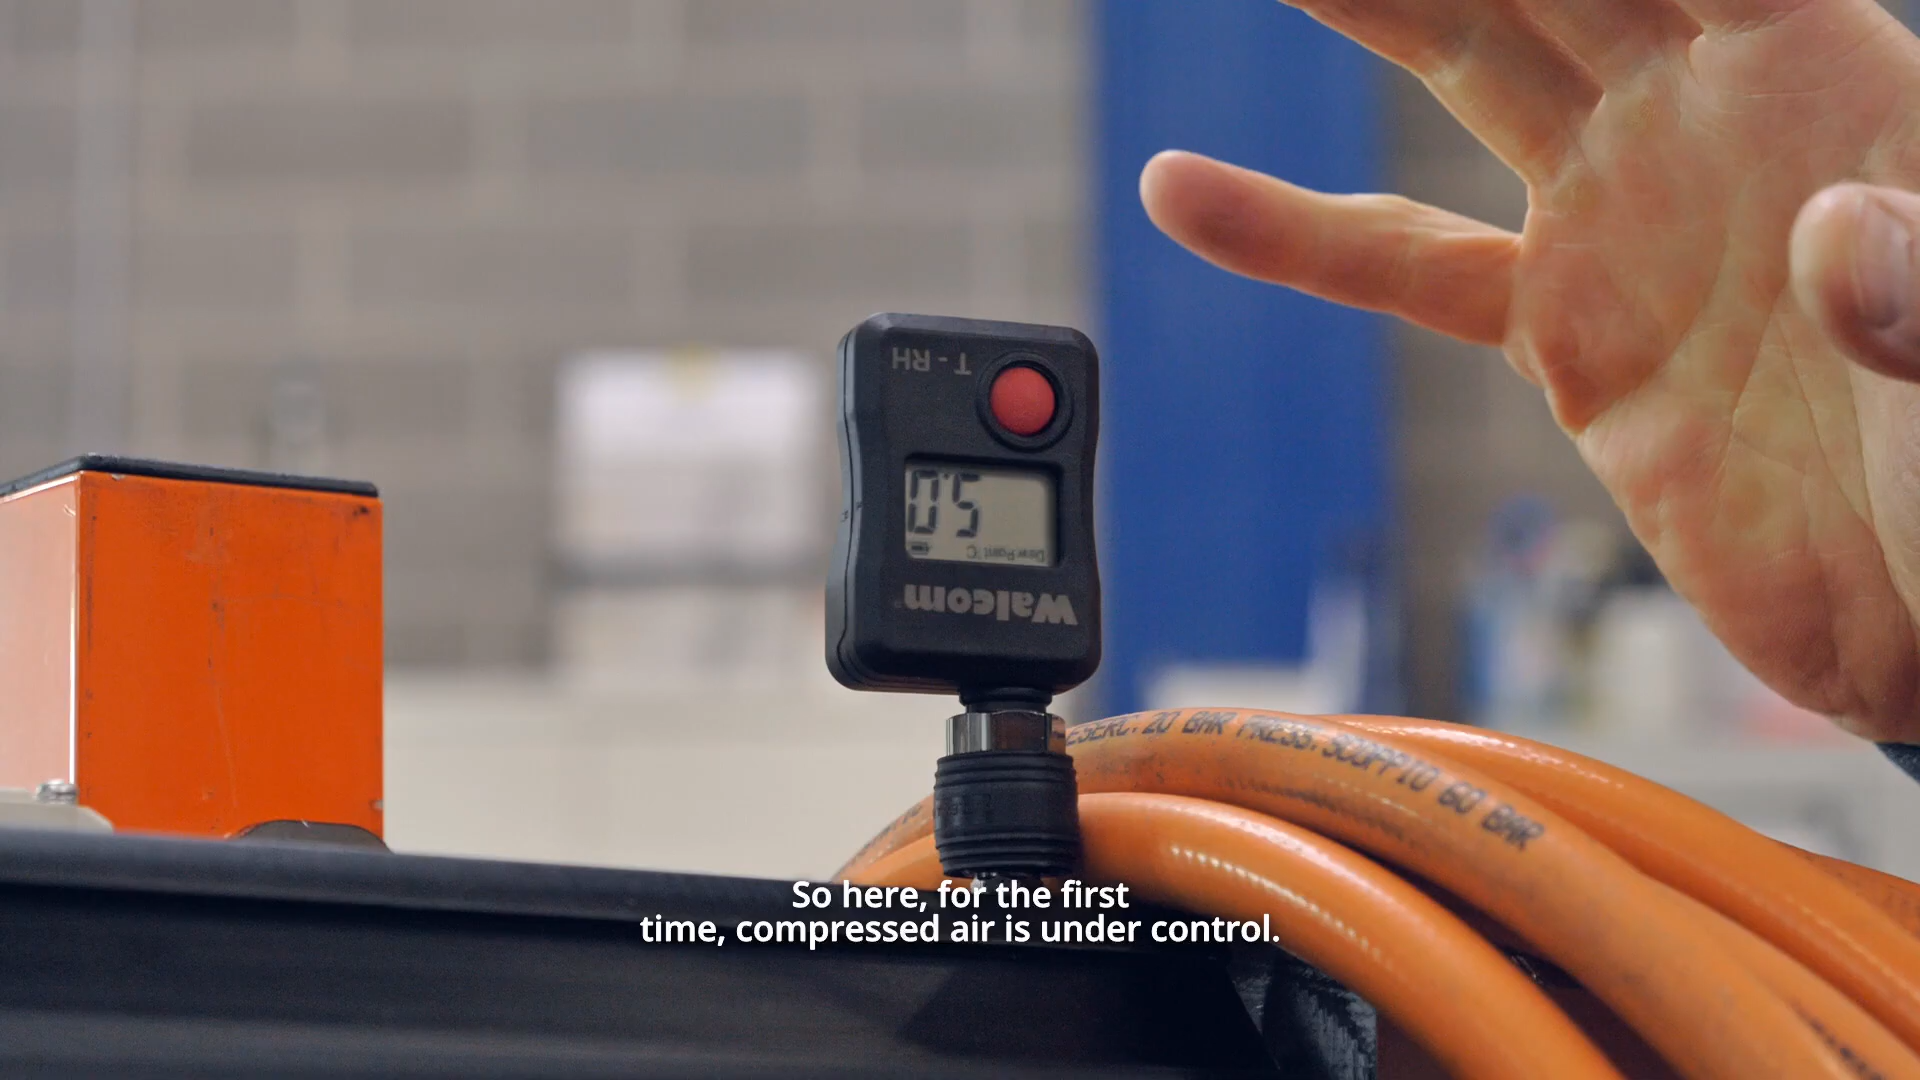 T - RH
5.0
Dew Point °C
Walcom
ESERC. 20 BAR PRESS. SCOPPIO 60 BAR
So here, for the first
time, compressed air is under control.